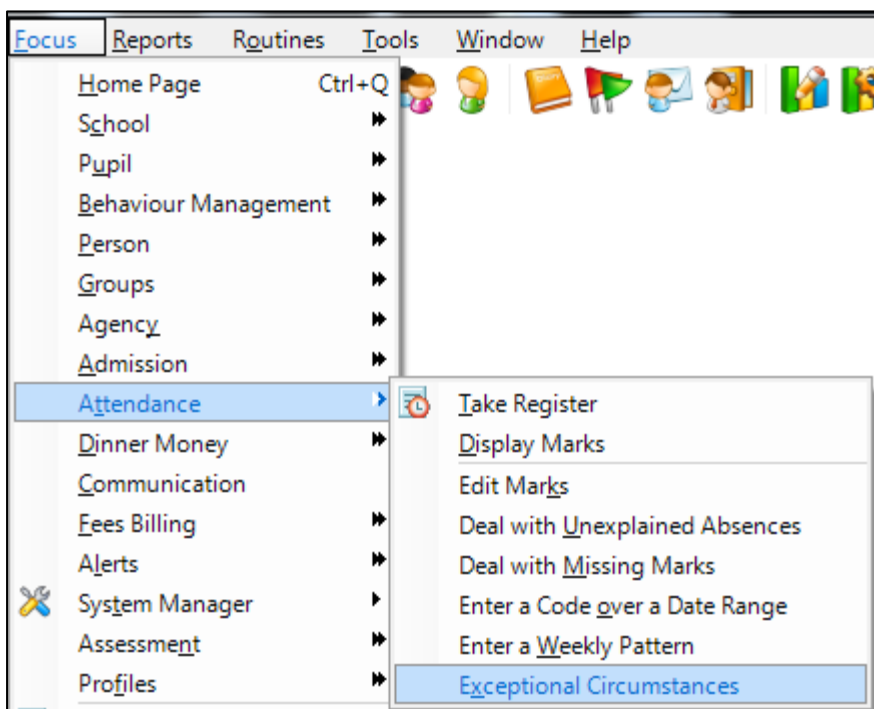 Focus Reports Routines Tools Window Help
Home Page Ctrl+Q
School
Pupil
Behaviour Management
Person
Groups
Agency
Admission
Attendance
Dinner Money
Communication
Fees Billing
Alerts
System Manager
Assessment
Profiles
Take Register
Display Marks
Edit Marks
Deal with Unexplained Absences
Deal with Missing Marks
Enter a Code over a Date Range
Enter a Weekly Pattern
Exceptional Circumstances